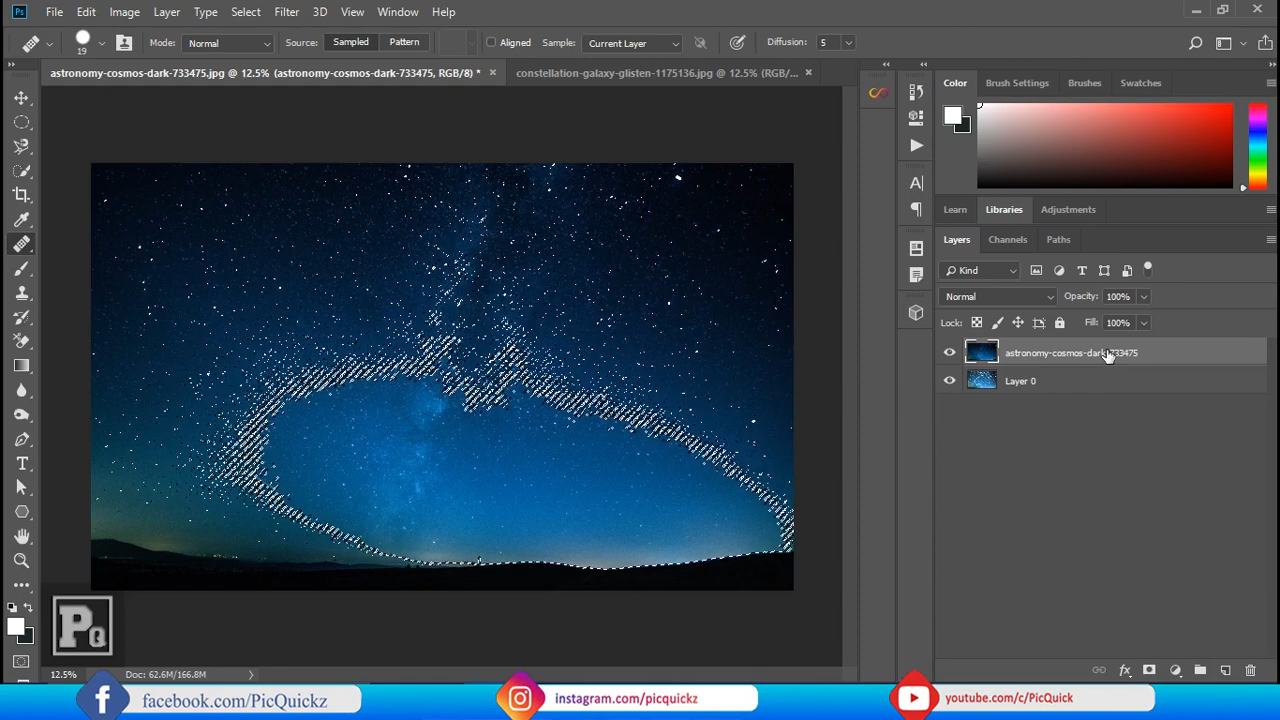 Ps File Edit Image Layer Type Select Filter 3D View Window Help
19 Mode: Normal Source: Sampled Pattern Aligned Sample: Current Layer Diffusion: 5
astronomy-cosmos-dark-733475.jpg @ 12.5% (astronomy-cosmos-dark-733475, RGB/8) * × constellation-galaxy-glisten-1175136.jpg @ 12.5% (RGB/... ×
Color Brush Settings Brushes Swatches
Learn Libraries Adjustments
Layers Channels Paths
Kind
Normal Opacity: 100%
Lock: Fill: 100%
astronomy-cosmos-dark-733475
Layer 0
PQ
12.5% Doc: 62.6M/166.8M
facebook.com/PicQuickz instagram.com/picquickz youtube.com/c/PicQuick